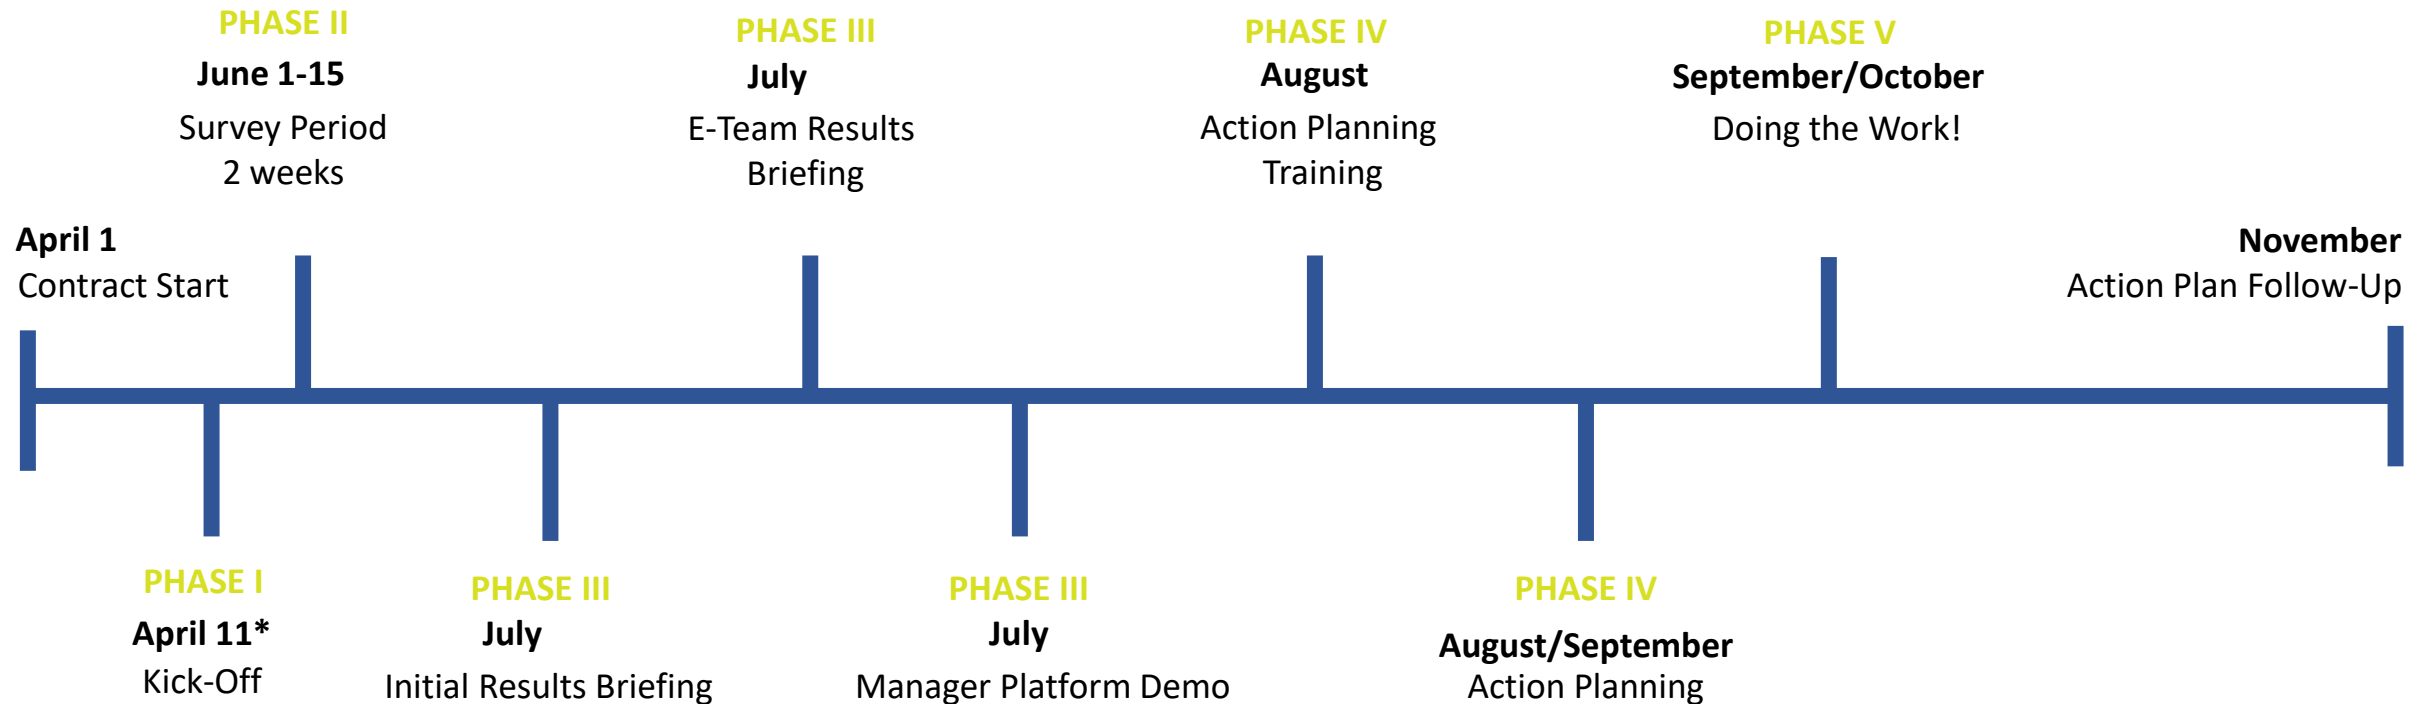 PHASE II
June 1-15
Survey Period
2 weeks
PHASE III
July
E-Team Results
Briefing
PHASE IV
August
Action Planning
Training
PHASE V
September/October
Doing the Work!
April 1
Contract Start
November
Action Plan Follow-Up
PHASE I
April 11*
Kick-Off
PHASE III
July
Initial Results Briefing
PHASE III
July
Manager Platform Demo
PHASE IV
August/September
Action Planning